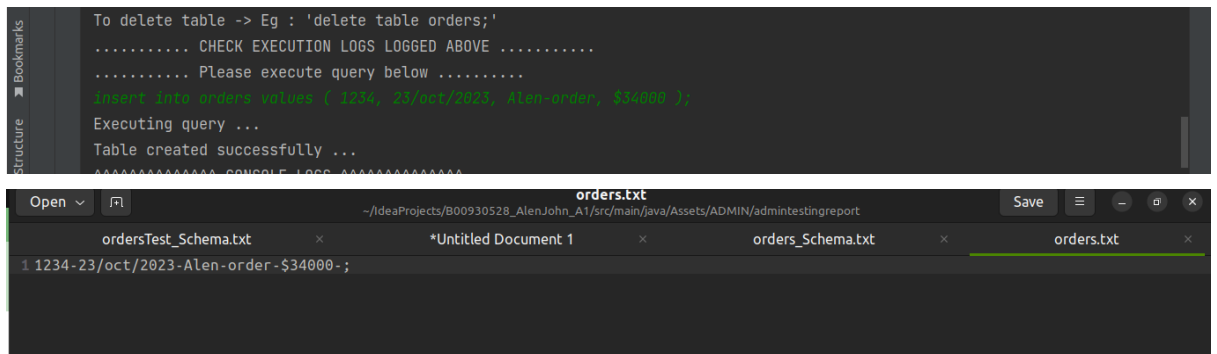 Bookmarks
Structure
To delete table -> Eg : 'delete table orders;'
........... CHECK EXECUTION LOGS LOGGED ABOVE ...........
........... Please execute query below ..........
insert into orders values ( 1234, 23/oct/2023, Alen-order, $34000 );
Executing query ...
Table created successfully ...
^^^^^^^^^^^^^^ CONSOLE LOGS ^^^^^^^^^^^^^^
Open
orders.txt
~/IdeaProjects/B00930528_AlenJohn_A1/src/main/java/Assets/ADMIN/admintestingreport
Save
ordersTest_Schema.txt × *Untitled Document 1 × orders_Schema.txt × orders.txt ×
1 1234-23/oct/2023-Alen-order-$34000-;